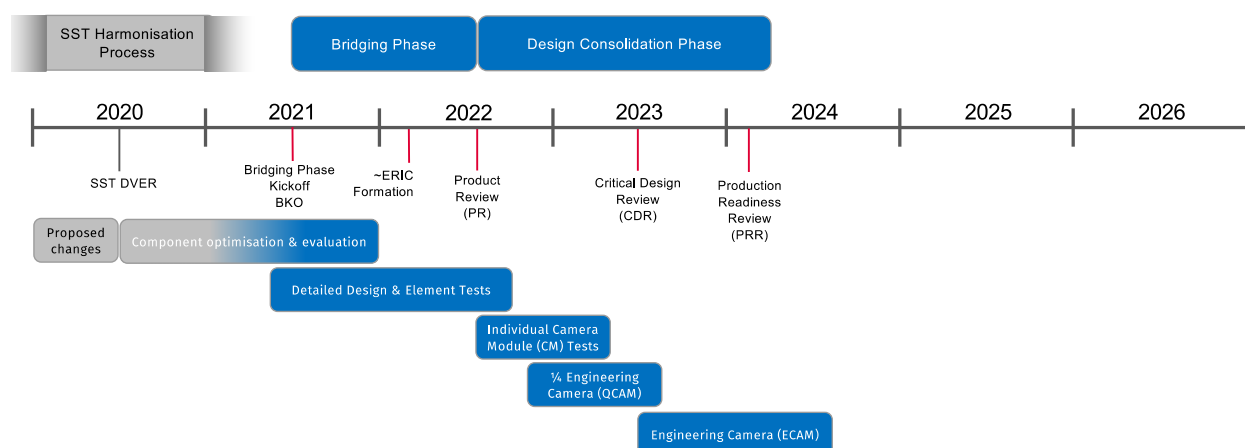 SST Harmonisation
Process
Bridging Phase
Design Consolidation Phase
2020
2021
2022
2023
2024
2025
2026
SST DVER
Bridging Phase
Kickoff
BKO
~ERIC
Formation
Product
Review
(PR)
Critical Design
Review
(CDR)
Production
Readiness
Review
(PRR)
Proposed
changes
Component optimisation & evaluation
Detailed Design & Element Tests
Individual Camera
Module (CM) Tests
¼ Engineering
Camera (QCAM)
Engineering Camera (ECAM)